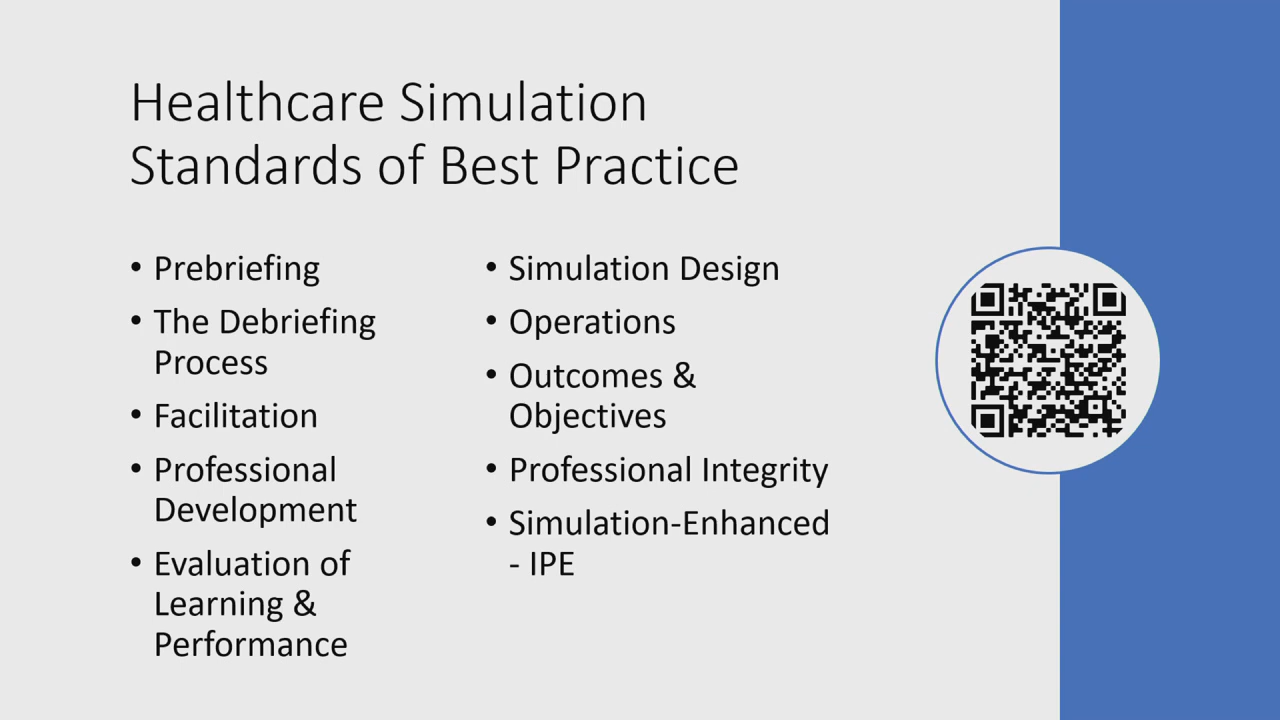 Healthcare Simulation
Standards of Best Practice
• Prebriefing
• The Debriefing
Process
• Facilitation
• Professional
Development
• Evaluation of
Learning &
Performance
• Simulation Design
• Operations
• Outcomes &
Objectives
• Professional Integrity
• Simulation-Enhanced
- IPE